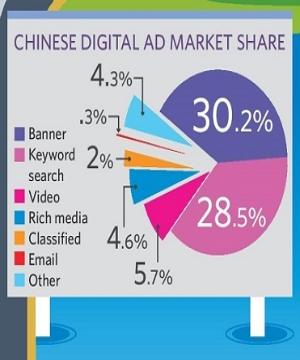 CHINESE DIGITAL AD MARKET SHARE
4.3%
.3%
30.2%
Banner
Keyword
search
2%
Video
28.5%
Rich media
Classified
4.6%
Email
5.7%
Other